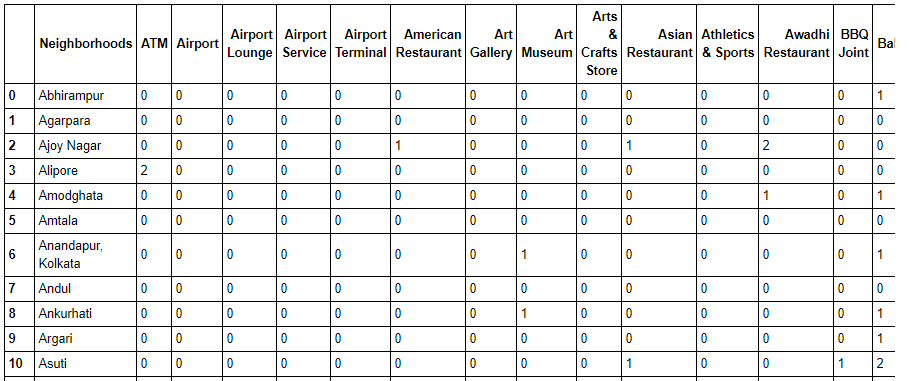 Neighborhoods ATM Airport Airport Lounge Airport Service Airport Terminal American Restaurant Art Gallery Art Museum Arts & Crafts Store Asian Restaurant Athletics & Sports Awadhi Restaurant BBQ Joint
0 Abhirampur 0 0 0 0 0 0 0 0 0 0 0 0 0 1
1 Agarpara 0 0 0 0 0 0 0 0 0 0 0 0 0 0
2 Ajoy Nagar 0 0 0 0 0 1 0 0 0 1 0 2 0 0
3 Alipore 2 0 0 0 0 0 0 0 0 0 0 0 0 0
4 Amodghata 0 0 0 0 0 0 0 0 0 0 0 1 0 1
5 Amtala 0 0 0 0 0 0 0 0 0 0 0 0 0 0
6 Anandapur, Kolkata 0 0 0 0 0 0 0 1 0 0 0 0 0 1
7 Andul 0 0 0 0 0 0 0 0 0 0 0 0 0 0
8 Ankurhati 0 0 0 0 0 0 0 1 0 0 0 0 0 1
9 Argari 0 0 0 0 0 0 0 0 0 0 0 0 0 1
10 Asuti 0 0 0 0 0 0 0 0 0 1 0 0 1 2